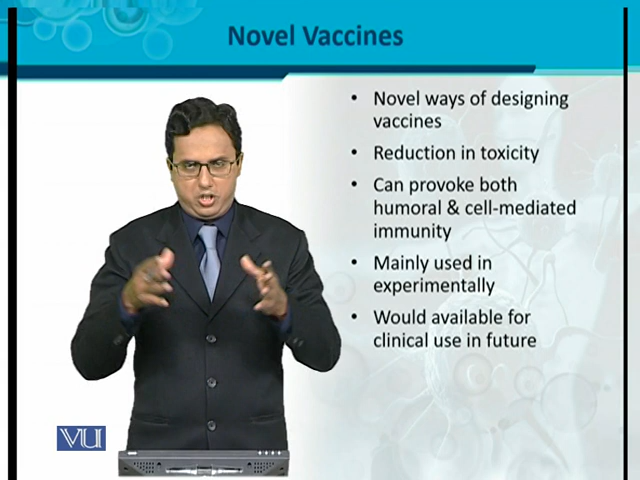 Novel Vaccines
• Novel ways of designing
vaccines
• Reduction in toxicity
• Can provoke both
humoral & cell-mediated
immunity
• Mainly used in
experimentally
• Would available for
clinical use in future
VU